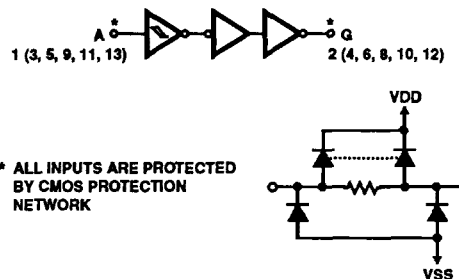 A * * G
1 (3, 5, 9, 11, 13) 2 (4, 6, 8, 10, 12)
VDD
* ALL INPUTS ARE PROTECTED
BY CMOS PROTECTION
NETWORK
VSS